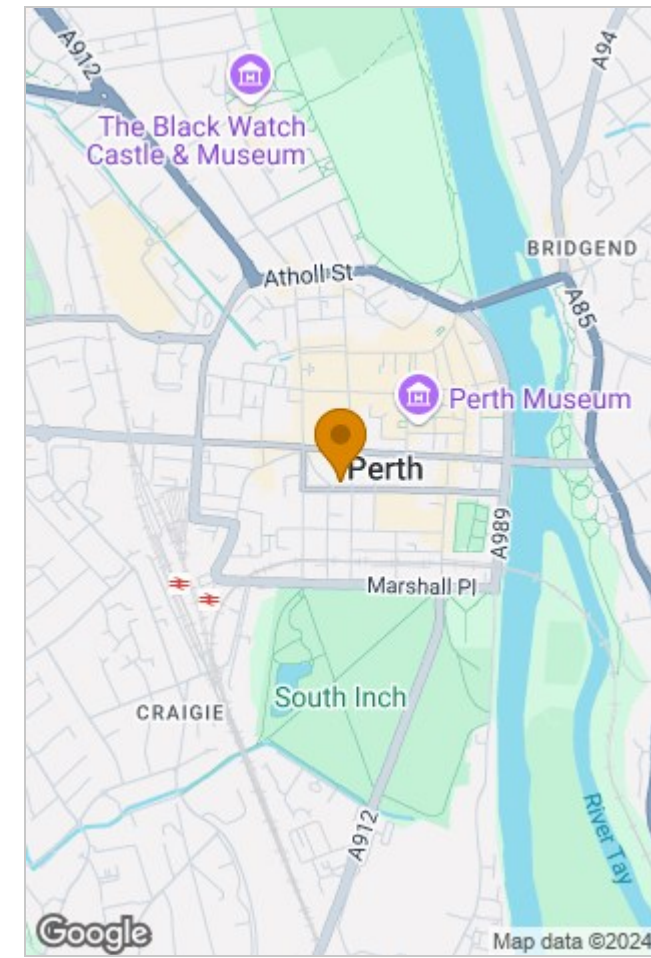 A912
A94
The Black Watch
Castle & Museum
BRIDGEND
Atholl St
A85
Perth Museum
Perth
A989
Marshall Pl
South Inch
CRAIGIE
A912
River Tay
Google
Map data ©2024